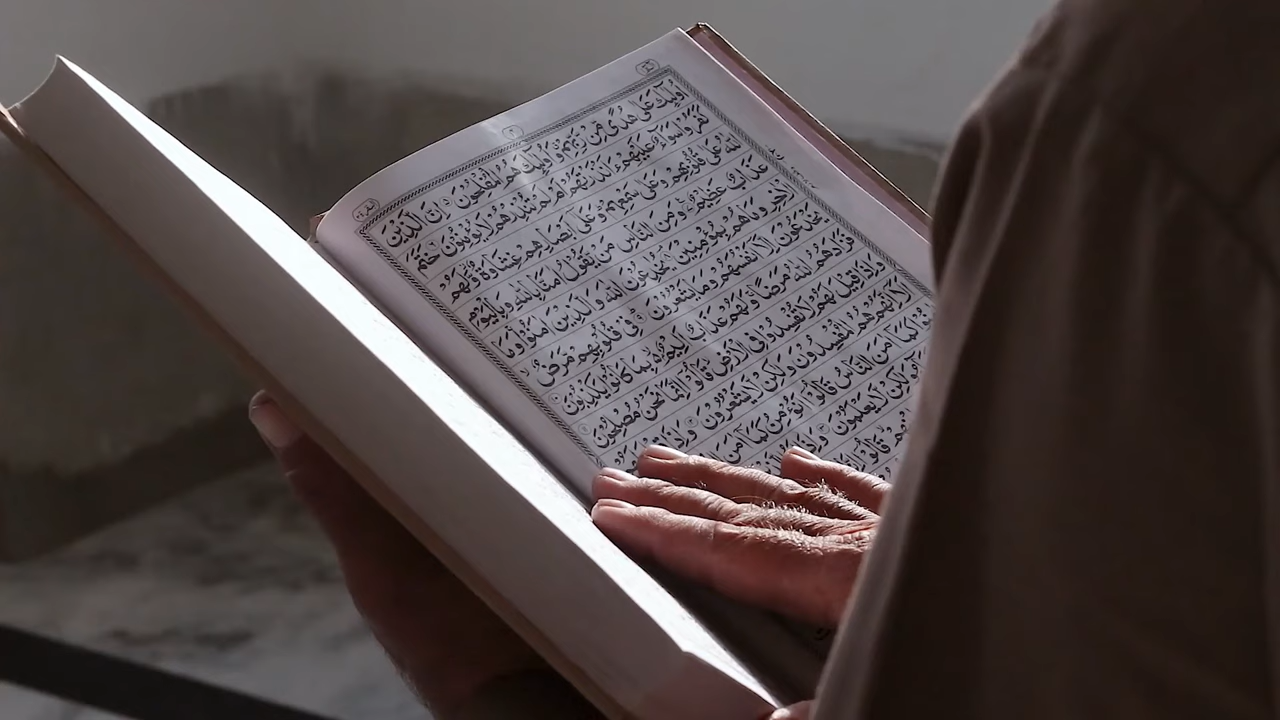 اُولٰٓئِكَ عَلٰى هُدًى مِّنْ رَّبِّهِمْ وَاُولٰٓئِكَ هُمُ الْمُفْلِحُوْنَ اِنَّ الَّذِيْنَ
كَفَرُوْا سَوَآءٌ عَلَيْهِمْ ءَاَنْذَرْتَهُمْ اَمْ لَمْ تُنْذِرْهُمْ لَا يُؤْمِنُوْنَ خَتَمَ
اللّٰهُ عَلٰى قُلُوْبِهِمْ وَعَلٰى سَمْعِهِمْ وَعَلٰٓى اَبْصَارِهِمْ غِشَاوَةٌ وَّلَهُمْ
عَذَابٌ عَظِيْمٌ وَمِنَ النَّاسِ مَنْ يَّقُوْلُ اٰمَنَّا بِاللّٰهِ وَبِالْيَوْمِ
الْاٰخِرِ وَمَا هُمْ بِمُؤْمِنِيْنَ يُخٰدِعُوْنَ اللّٰهَ وَالَّذِيْنَ اٰمَنُوْا وَمَا
يَخْدَعُوْنَ اِلَّآ اَنْفُسَهُمْ وَمَا يَشْعُرُوْنَ فِيْ قُلُوْبِهِمْ مَّرَضٌ
فَزَادَهُمُ اللّٰهُ مَرَضًا وَلَهُمْ عَذَابٌ اَلِيْمٌ بِمَا كَانُوْا يَكْذِبُوْنَ
وَاِذَا قِيْلَ لَهُمْ لَا تُفْسِدُوْا فِى الْاَرْضِ قَالُوْٓا اِنَّمَا نَحْنُ مُصْلِحُوْنَ
اَلَآ اِنَّهُمْ هُمُ الْمُفْسِدُوْنَ وَلٰكِنْ لَّا يَشْعُرُوْنَ وَاِذَا
كَمَآ اٰمَنَ النَّاسُ قَالُوْٓا اَنُؤْمِنُ كَمَآ اٰمَنَ
وَلٰكِنْ لَّا يَعْلَمُوْنَ وَاِذَا
قَالُوْٓا